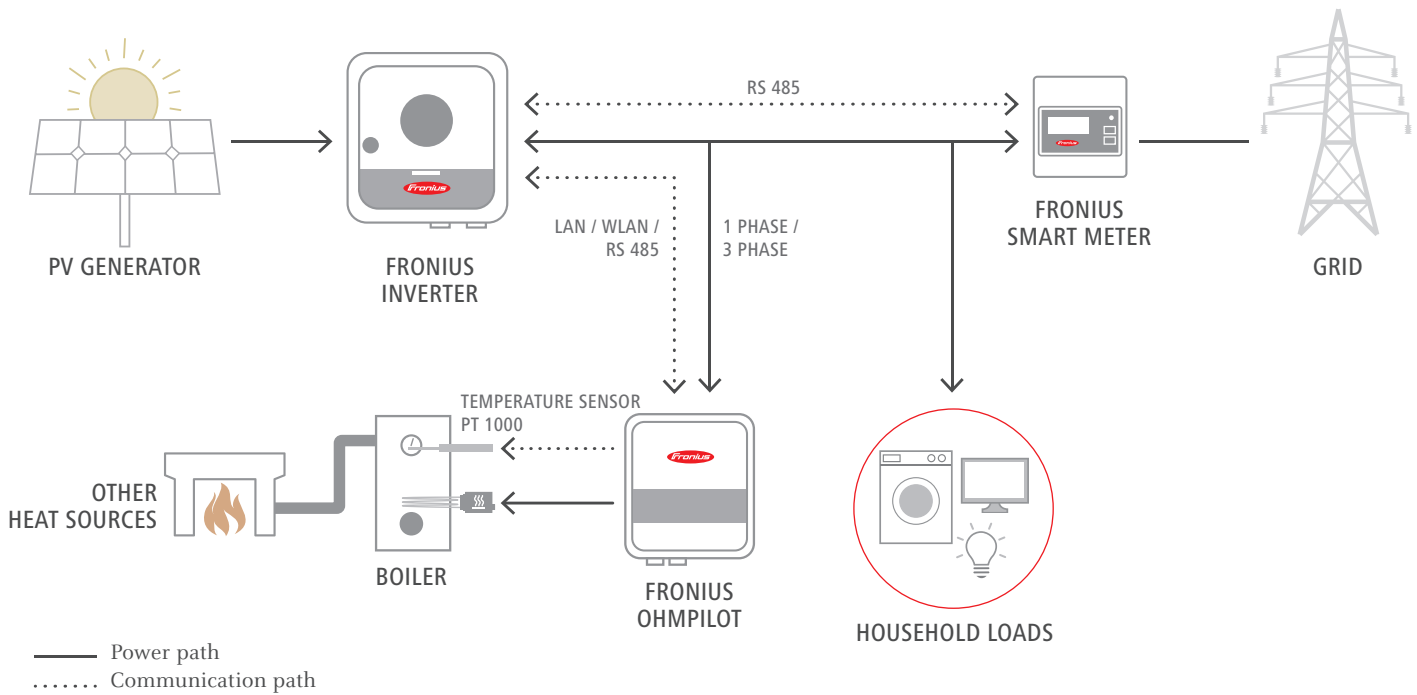 RS 485
Fronius
Fronius
LAN / WLAN /
RS 485
1 PHASE /
3 PHASE
PV GENERATOR
FRONIUS
INVERTER
FRONIUS
SMART METER
GRID
TEMPERATURE SENSOR
PT 1000
Fronius
OTHER
HEAT SOURCES
BOILER
FRONIUS
OHMPILOT
HOUSEHOLD LOADS
Power path
Communication path